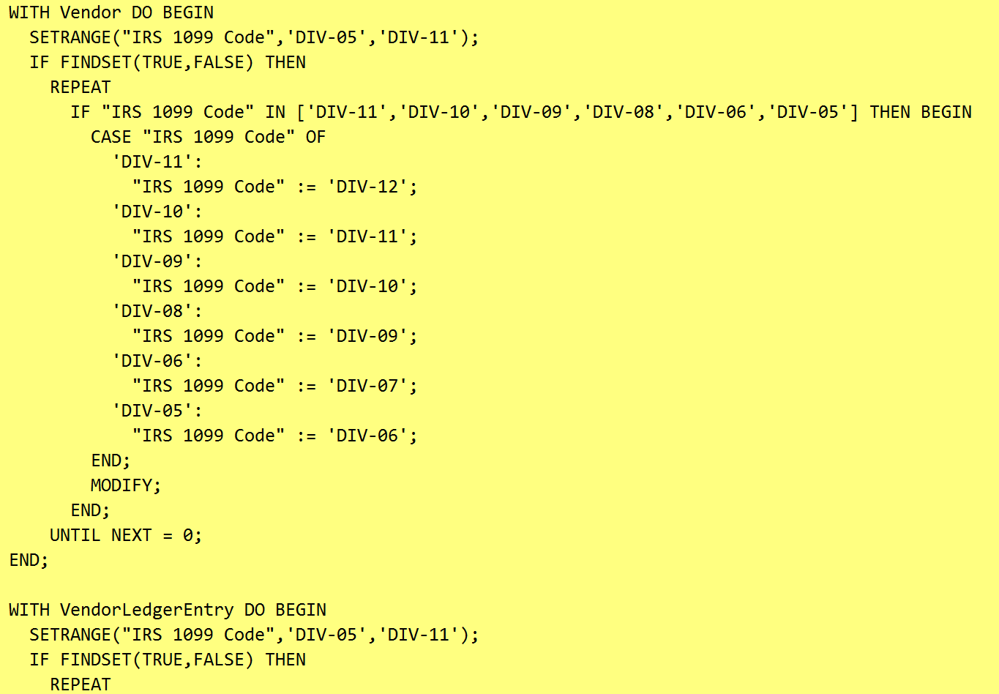 WITH Vendor DO BEGIN
  SETRANGE("IRS 1099 Code",'DIV-05','DIV-11');
  IF FINDSET(TRUE,FALSE) THEN
    REPEAT
      IF "IRS 1099 Code" IN ['DIV-11','DIV-10','DIV-09','DIV-08','DIV-06','DIV-05'] THEN BEGIN
        CASE "IRS 1099 Code" OF
          'DIV-11':
            "IRS 1099 Code" := 'DIV-12';
          'DIV-10':
            "IRS 1099 Code" := 'DIV-11';
          'DIV-09':
            "IRS 1099 Code" := 'DIV-10';
          'DIV-08':
            "IRS 1099 Code" := 'DIV-09';
          'DIV-06':
            "IRS 1099 Code" := 'DIV-07';
          'DIV-05':
            "IRS 1099 Code" := 'DIV-06';
        END;
        MODIFY;
      END;
    UNTIL NEXT = 0;
END;

WITH VendorLedgerEntry DO BEGIN
  SETRANGE("IRS 1099 Code",'DIV-05','DIV-11');
  IF FINDSET(TRUE,FALSE) THEN
    REPEAT